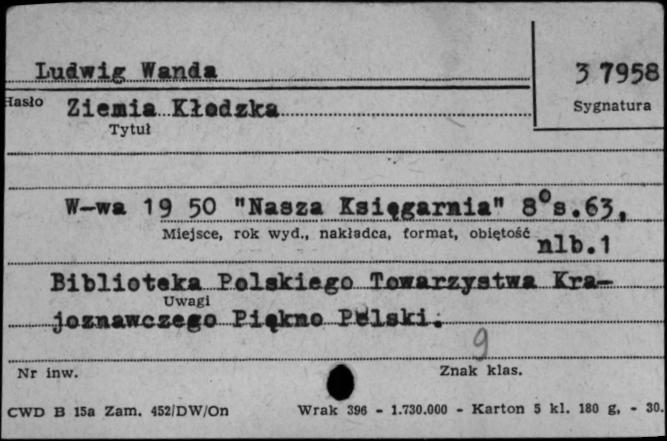 Ludwig Wanda
3 7958
Hasło
Ziemia Kłodzka
Sygnatura
Tytuł
W-wa 19 50 "Nasza Księgarnia" 8° s.63,
Miejsce, rok wyd., nakładca, format, objętość
nlb.1
Biblioteka Polskiego Towarzystwa Kra-
Uwagi
joznawczego Piękno Polski.
9
Nr inw.
Znak klas.
CWD B 15a Zam. 452/DW/On
Wrak 396 - 1.730.000 - Karton 5 kl. 180 g, - 30.